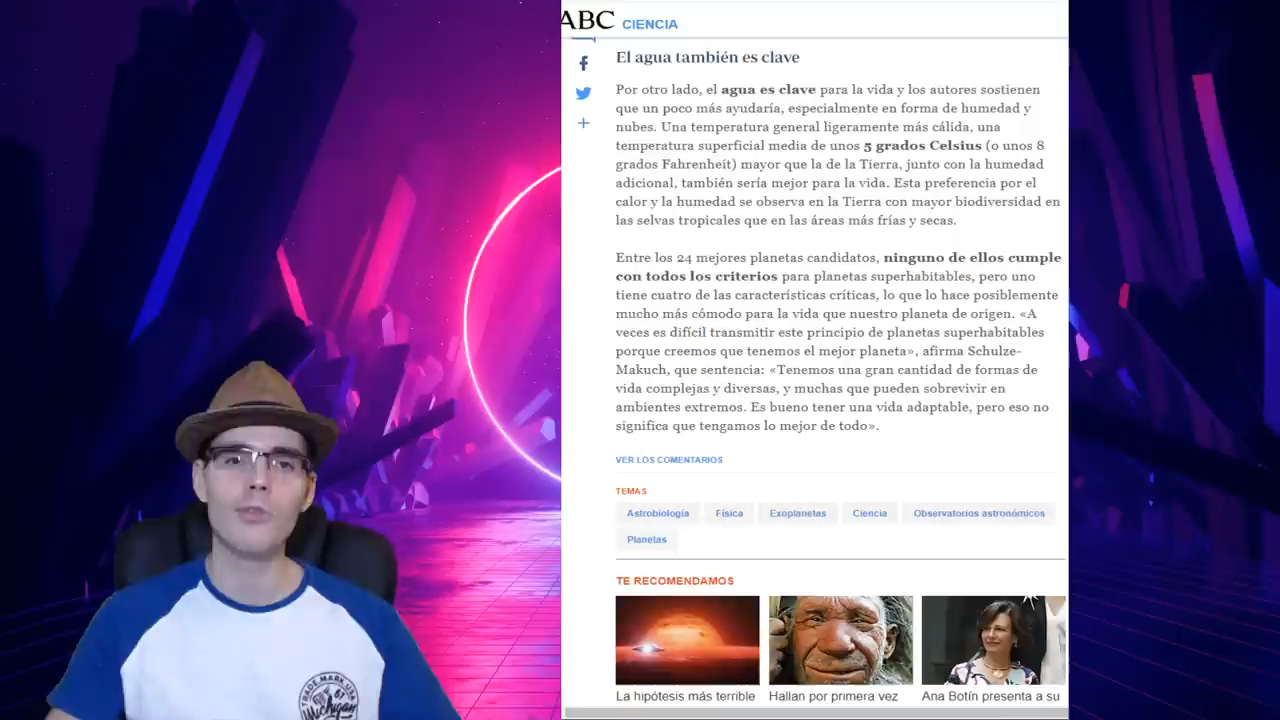 ABC CIENCIA
El agua también es clave
Por otro lado, el agua es clave para la vida y los autores sostienen
que un poco más ayudaría, especialmente en forma de humedad y
nubes. Una temperatura general ligeramente más cálida, una
temperatura superficial media de unos 5 grados Celsius (o unos 8
grados Fahrenheit) mayor que la de la Tierra, junto con la humedad
adicional, también sería mejor para la vida. Esta preferencia por el
calor y la humedad se observa en la Tierra con mayor biodiversidad en
las selvas tropicales que en las áreas más frías y secas.
Entre los 24 mejores planetas candidatos, ninguno de ellos cumple
con todos los criterios para planetas superhabitables, pero uno
tiene cuatro de las características críticas, lo que lo hace posiblemente
mucho más cómodo para la vida que nuestro planeta de origen. «A
veces es difícil transmitir este principio de planetas superhabitables
porque creemos que tenemos el mejor planeta», afirma Schulze-
Makuch, que sentencia: «Tenemos una gran cantidad de formas de
vida complejas y diversas, y muchas que pueden sobrevivir en
ambientes extremos. Es bueno tener una vida adaptable, pero eso no
significa que tengamos lo mejor de todo».
VER LOS COMENTARIOS
TEMAS
Astrobiología Física Exoplanetas Ciencia Observatorios astronómicos
Planetas
TE RECOMENDAMOS
La hipótesis más terrible Hallan por primera vez Ana Botín presenta a su
TRADE MARK
Michigan